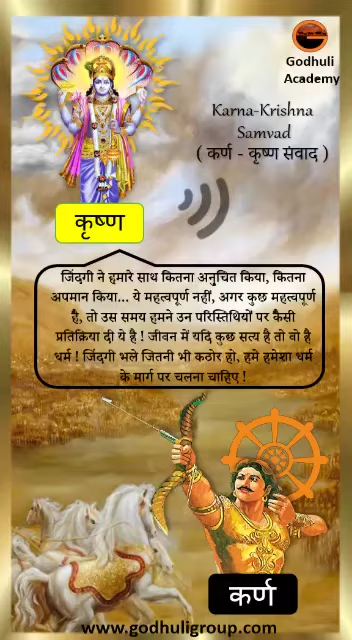 Godhuli
Academy
Karna-Krishna
Samvad
( कर्ण - कृष्ण संवाद )
कृष्ण
जिंदगी ने हमारे साथ कितना अनुचित किया, कितना
अपमान किया... ये महत्वपूर्ण नहीं, अगर कुछ महत्वपूर्ण
है, तो उस समय हमने उन परिस्तिथियों पर कैसी
प्रतिक्रिया दी ये है ! जीवन में यदि कुछ सत्य है तो वो है
धर्म ! जिंदगी भले जितनी भी कठोर हो, हमें हमेशा धर्म
के मार्ग पर चलना चाहिए !
कर्ण
www.godhuligroup.com